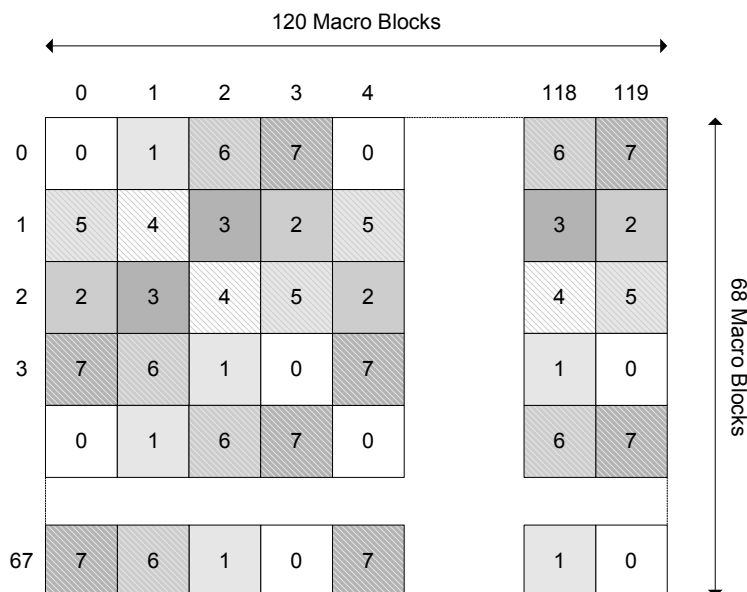 120 Macro Blocks
0 1 2 3 4 118 119
0 0 1 6 7 0 6 7
1 5 4 3 2 5 3 2
2 2 3 4 5 2 4 5
3 7 6 1 0 7 1 0
0 1 6 7 0 6 7
67 7 6 1 0 7 1 0
68 Macro Blocks